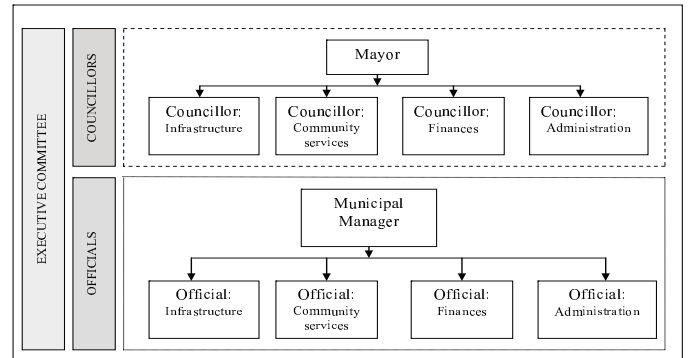 EXECUTIVE COMMITTEE
COUNCILLORS
Mayor
Councillor:
Infrastructure
Councillor:
Community
services
Councillor:
Finances
Councillor:
Administration
OFFICIALS
Municipal
Manager
Official:
Infrastructure
Official:
Community
services
Official:
Finances
Official:
Administration